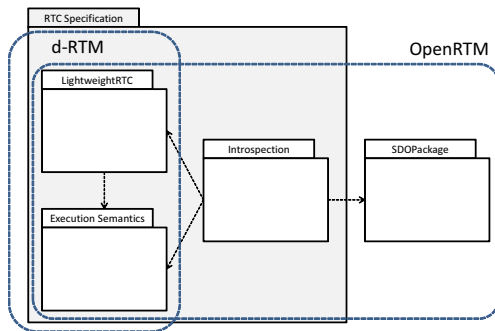 RTC Specification
d-RTM
OpenRTM
LightweightRTC
Introspection
SDOPackage
Execution Semantics